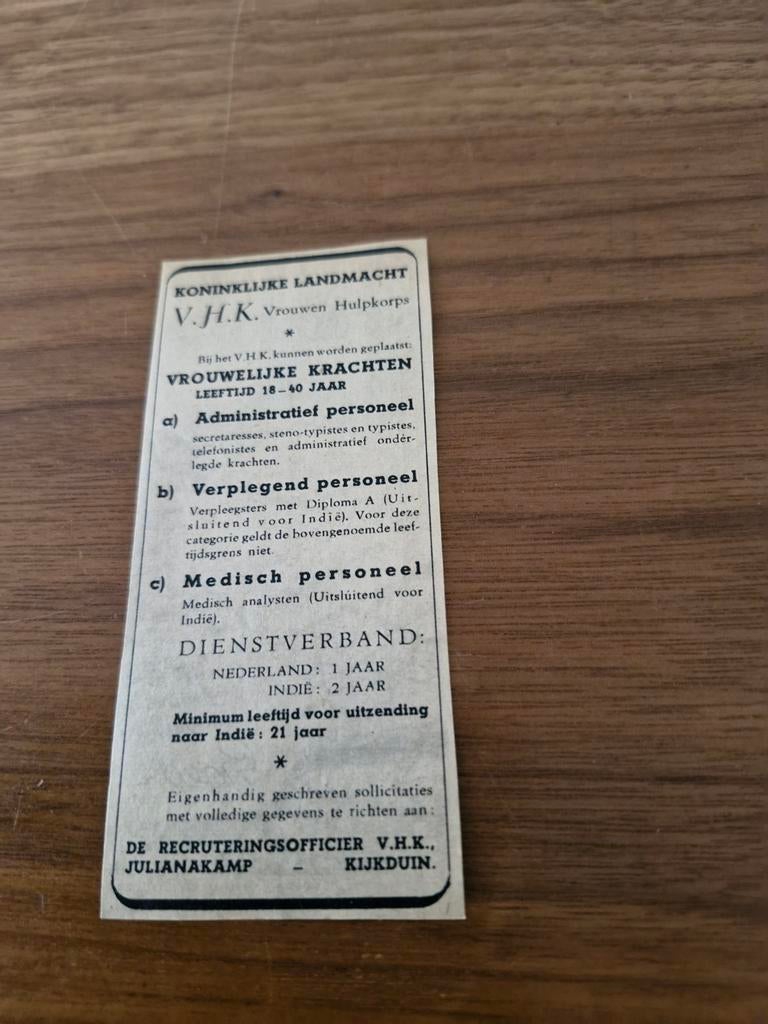 KONINKLIJKE LANDMACHT
V.H.K. Vrouwen Hulpkorps
*
Bij het V.H.K. kunnen worden geplaatst:
VROUWELIJKE KRACHTEN
LEEFTIJD 18-40 JAAR
a) Administratief personeel
secretaresses, steno-typistes en typistes,
telefonistes en administratief onder-
legde krachten.
b) Verplegend personeel
Verpleegsters met Diploma A (Uit-
sluitend voor Indië). Voor deze
categorie geldt de bovengenoemde leef-
tijdsgrens niet.
c) Medisch personeel
Medisch analysten (Uitsluitend voor
Indië).
DIENSTVERBAND:
NEDERLAND: 1 JAAR
INDIË: 2 JAAR
Minimum leeftijd voor uitzending
naar Indië: 21 jaar
*
Eigenhandig geschreven sollicitaties
met volledige gegevens te richten aan:
DE RECRUTERINGSOFFICIER V.H.K.,
JULIANAKAMP – KIJKDUIN.